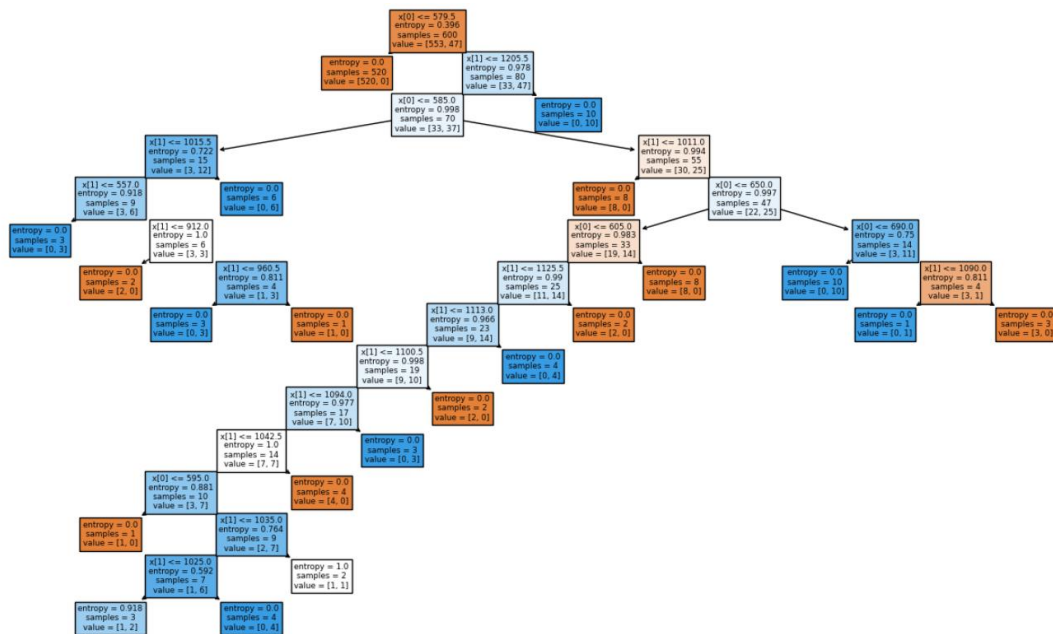 x[0] <= 579.5
entropy = 0.396
samples = 600
value = [553, 47]
entropy = 0.0
samples = 520
value = [520, 0]
x[1] <= 1205.5
entropy = 0.978
samples = 80
value = [33, 47]
x[0] <= 585.0
entropy = 0.998
samples = 70
value = [33, 37]
entropy = 0.0
samples = 10
value = [0, 10]
x[1] <= 1015.5
entropy = 0.722
samples = 15
value = [3, 12]
x[1] <= 1011.0
entropy = 0.994
samples = 55
value = [30, 25]
x[1] <= 557.0
entropy = 0.918
samples = 9
value = [3, 6]
entropy = 0.0
samples = 6
value = [0, 6]
entropy = 0.0
samples = 8
value = [8, 0]
x[0] <= 650.0
entropy = 0.997
samples = 47
value = [22, 25]
entropy = 0.0
samples = 3
value = [0, 3]
x[1] <= 912.0
entropy = 1.0
samples = 6
value = [3, 3]
x[0] <= 605.0
entropy = 0.983
samples = 33
value = [19, 14]
x[0] <= 690.0
entropy = 0.75
samples = 14
value = [3, 11]
entropy = 0.0
samples = 2
value = [2, 0]
x[1] <= 960.5
entropy = 0.811
samples = 4
value = [1, 3]
x[1] <= 1125.5
entropy = 0.99
samples = 25
value = [11, 14]
entropy = 0.0
samples = 8
value = [8, 0]
entropy = 0.0
samples = 10
value = [0, 10]
x[1] <= 1090.0
entropy = 0.811
samples = 4
value = [3, 1]
entropy = 0.0
samples = 3
value = [0, 3]
entropy = 0.0
samples = 1
value = [1, 0]
x[1] <= 1113.0
entropy = 0.966
samples = 23
value = [9, 14]
entropy = 0.0
samples = 2
value = [2, 0]
entropy = 0.0
samples = 1
value = [0, 1]
entropy = 0.0
samples = 3
value = [3, 0]
x[1] <= 1100.5
entropy = 0.998
samples = 19
value = [9, 10]
entropy = 0.0
samples = 4
value = [0, 4]
x[1] <= 1094.0
entropy = 0.977
samples = 17
value = [7, 10]
entropy = 0.0
samples = 2
value = [2, 0]
x[1] <= 1042.5
entropy = 1.0
samples = 14
value = [7, 7]
entropy = 0.0
samples = 3
value = [0, 3]
x[0] <= 595.0
entropy = 0.881
samples = 10
value = [3, 7]
entropy = 0.0
samples = 4
value = [4, 0]
entropy = 0.0
samples = 1
value = [1, 0]
x[1] <= 1035.0
entropy = 0.764
samples = 9
value = [2, 7]
x[1] <= 1025.0
entropy = 0.592
samples = 7
value = [1, 6]
entropy = 1.0
samples = 2
value = [1, 1]
entropy = 0.918
samples = 3
value = [1, 2]
entropy = 0.0
samples = 4
value = [0, 4]